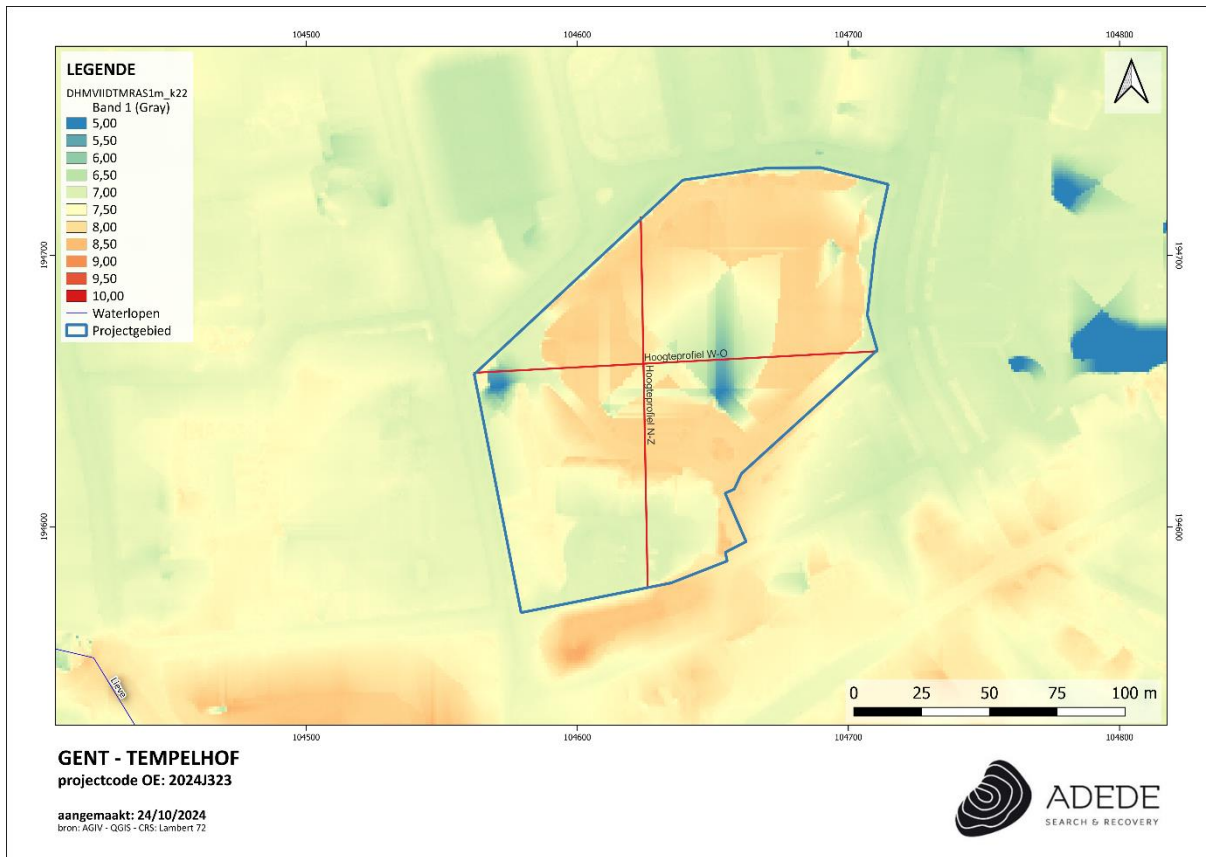 104500 104600 104700 104800
LEGENDE
DHMVIIDTMRAS1m_k22
Band 1 (Gray)
5,00
5,50
6,00
6,50
7,00
7,50
8,00
8,50
9,00
9,50
10,00
Waterlopen
Projectgebied
194700 194700
Hoogteprofiel W-O
Hoogteprofiel N-Z
194600 194600
Lieve
0 25 50 75 100 m
104500 104600 104700 104800
GENT - TEMPELHOF
projectcode OE: 2024J323
aangemaakt: 24/10/2024
bron: AGIV - QGIS - CRS: Lambert 72
ADEDE
SEARCH & RECOVERY